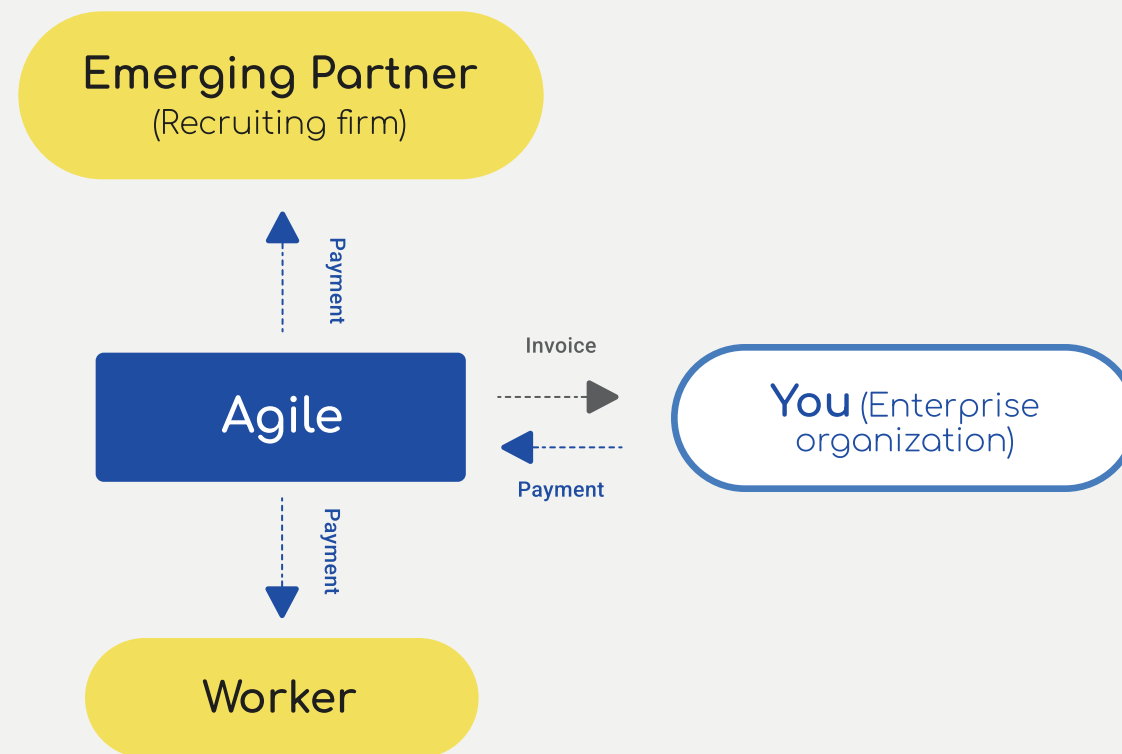 Emerging Partner
(Recruiting firm)
Payment
Invoice
Agile
You (Enterprise
organization)
Payment
Payment
Worker